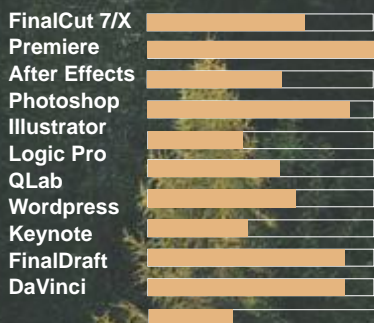 FinalCut 7/X
Premiere
After Effects
Photoshop
Illustrator
Logic Pro
QLab
Wordpress
Keynote
FinalDraft
DaVinci